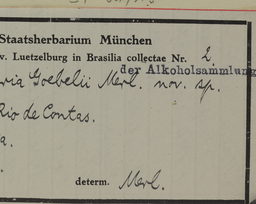 Staatsherbarium München
v. Luetzelburg in Brasilia collectae Nr. 2.
der Alkoholsammlung
ria Goebelii Merl. nov. sp.
Rio de Contas.
a.
determ. Merl.